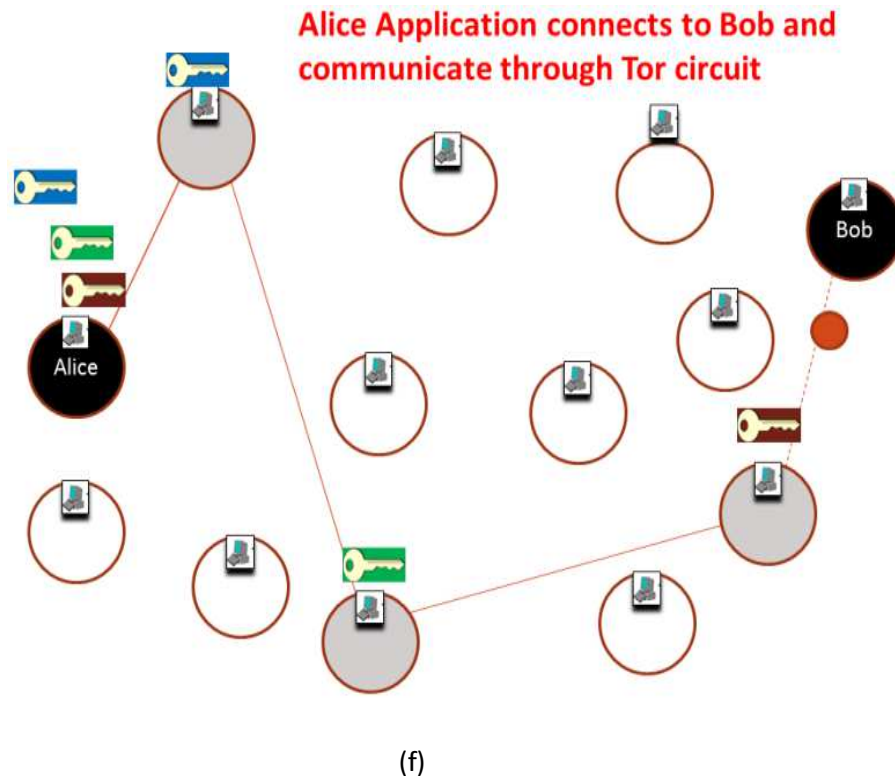 Alice Application connects to Bob and
communicate through Tor circuit
Bob
Alice
(f)